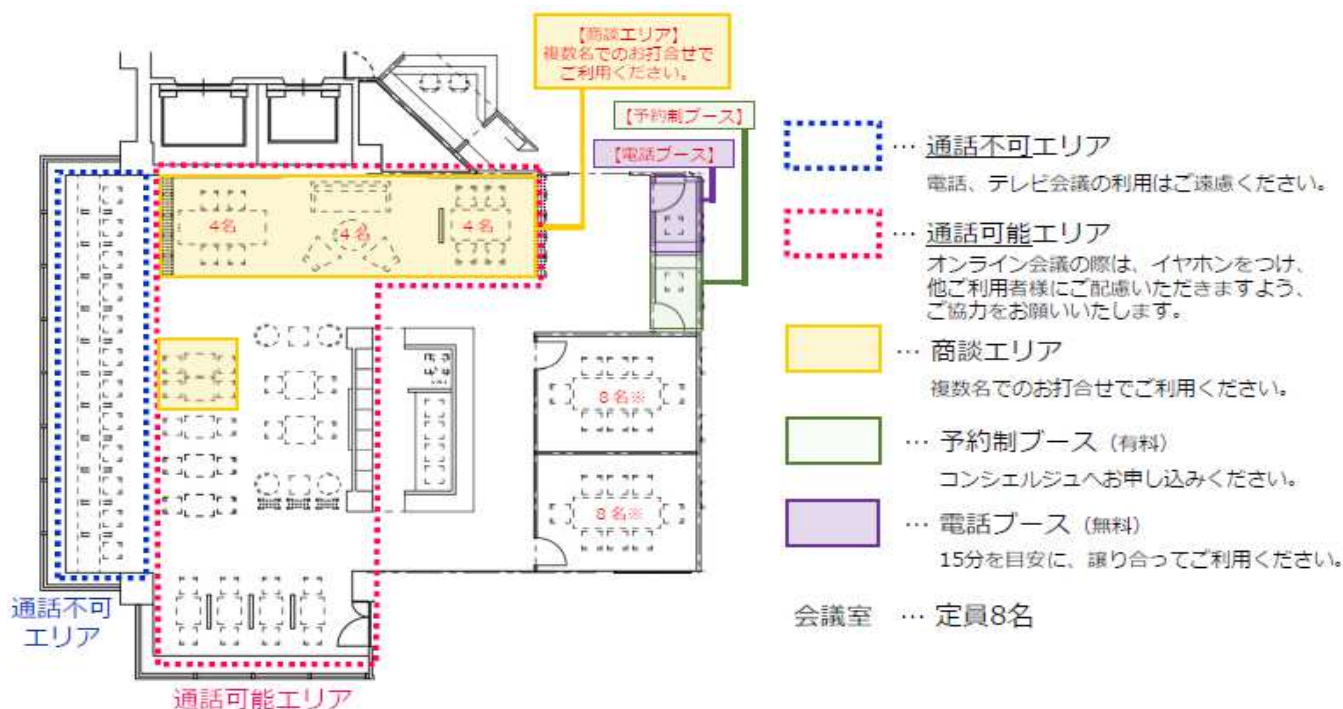 【商談エリア】
複数名でのお打合せで
ご利用ください。
【予約制ブース】
【電話ブース】
4名
4名
4名
8名※
8名※
通話不可
エリア
通話可能エリア
… 通話不可エリア
電話、テレビ会議の利用はご遠慮ください。
… 通話可能エリア
オンライン会議の際は、イヤホンをつけ、
他ご利用者様にご配慮いただきますよう、
ご協力をお願いいたします。
… 商談エリア
複数名でのお打合せでご利用ください。
… 予約制ブース（有料）
コンシェルジュへお申し込みください。
… 電話ブース（無料）
15分を目安に、譲り合ってご利用ください。
会議室 … 定員8名